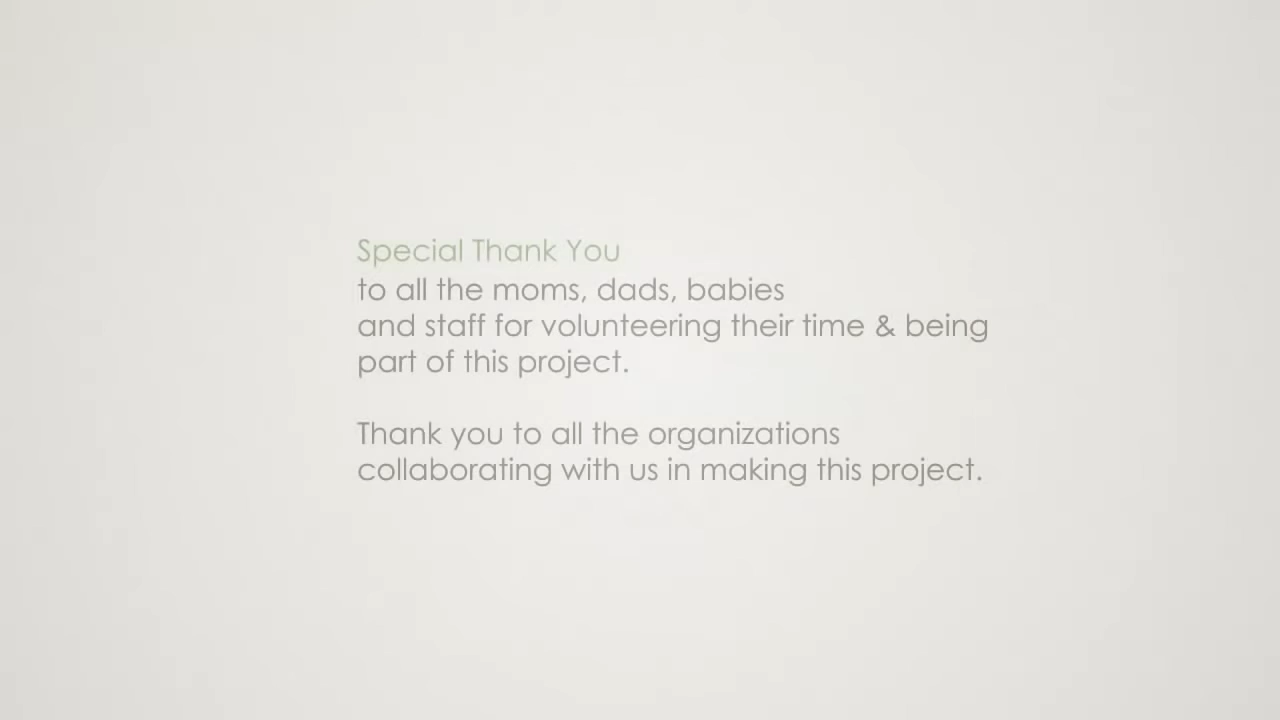 Special Thank You
to all the moms, dads, babies
and staff for volunteering their time & being
part of this project.
Thank you to all the organizations
collaborating with us in making this project.